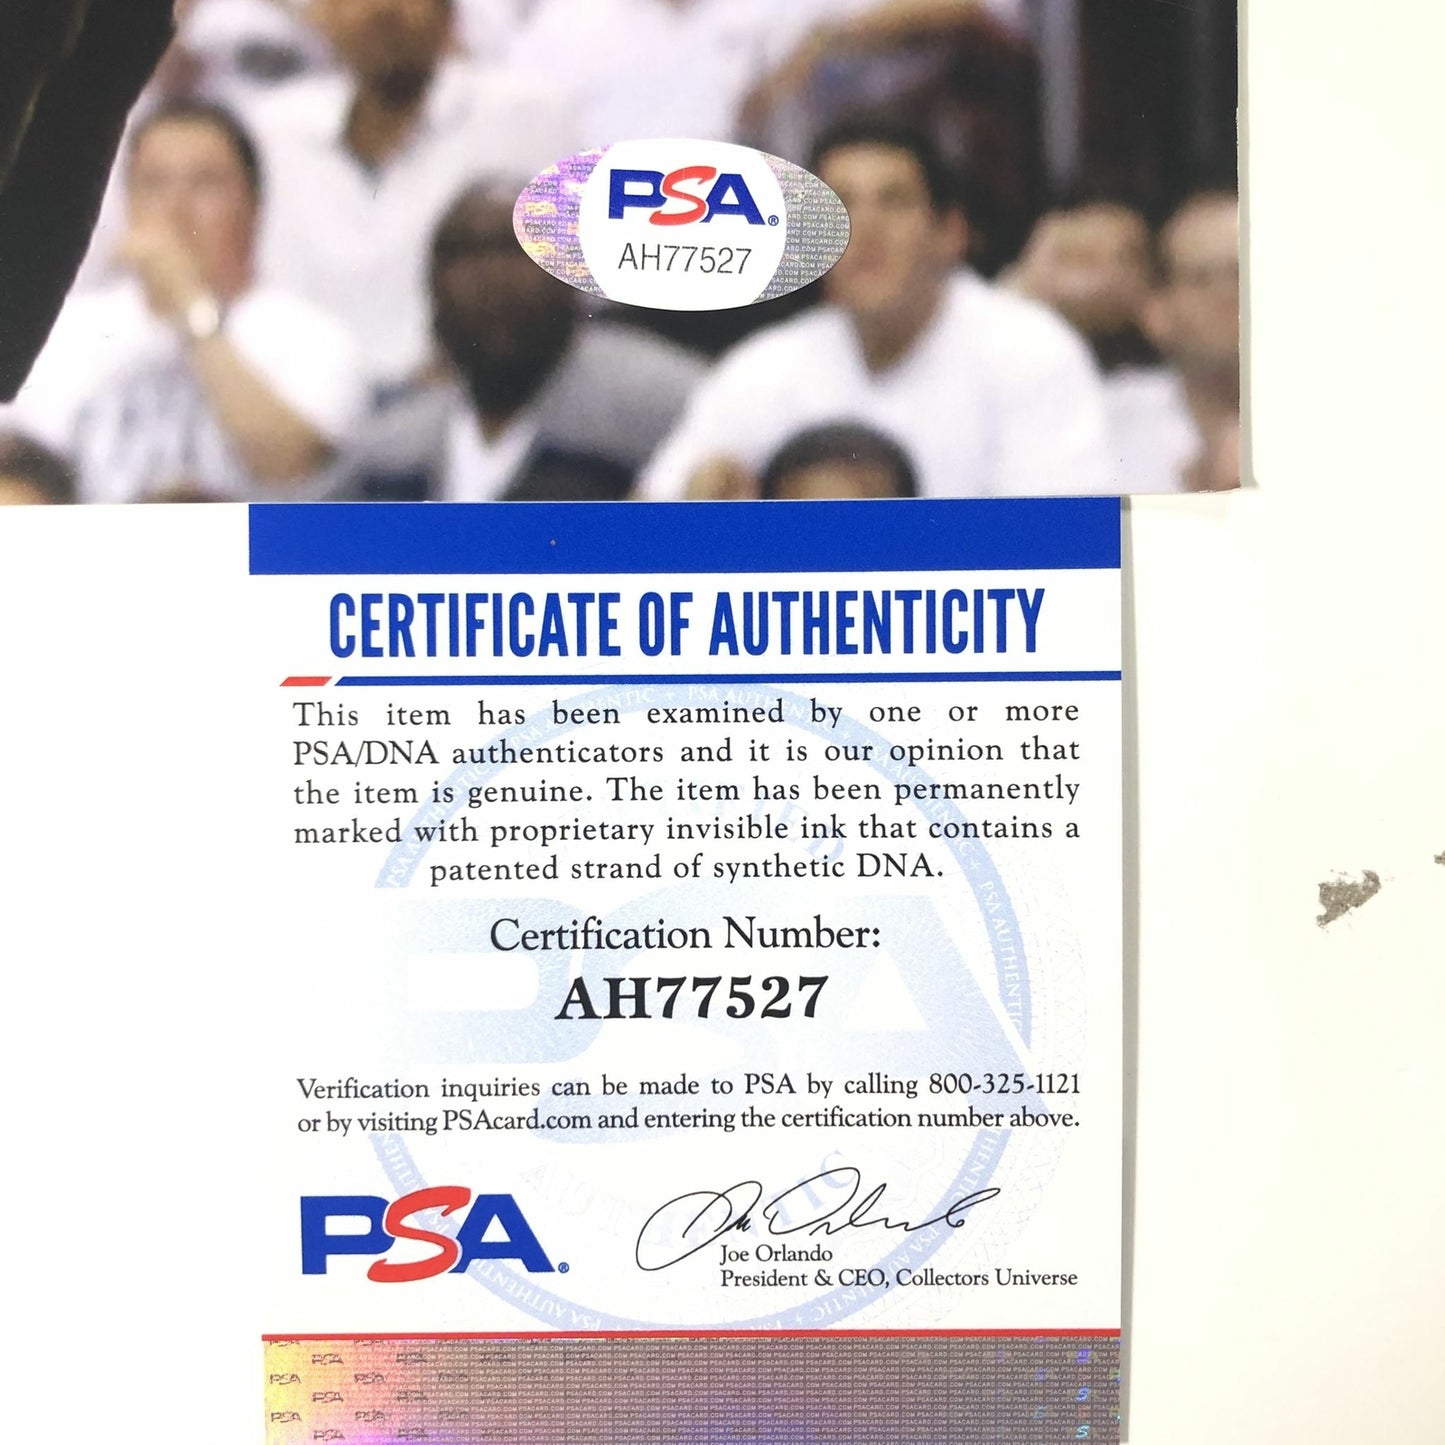 PSA®
AH77527
CERTIFICATE OF AUTHENTICITY
This item has been examined by one or more
PSA/DNA authenticators and it is our opinion that
the item is genuine. The item has been permanently
marked with proprietary invisible ink that contains a
patented strand of synthetic DNA.
Certification Number:
AH77527
Verification inquiries can be made to PSA by calling 800-325-1121
or by visiting PSAcard.com and entering the certification number above.
PSA®
Joe Orlando
President & CEO, Collectors Universe